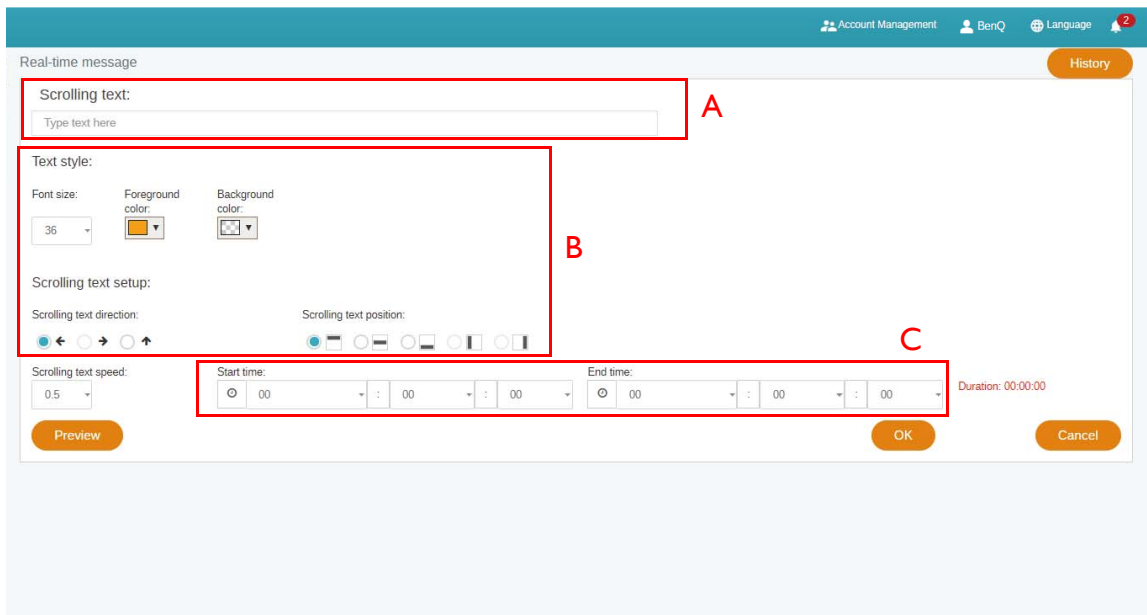 Account Management BenQ Language 2
Real-time message History
Scrolling text: A
Type text here
Text style:
Font size: Foreground color: Background color:
36
B
Scrolling text setup:
Scrolling text direction: Scrolling text position:
C
Scrolling text speed: Start time: End time:
0.5 00 : 00 : 00 00 : 00 : 00 Duration: 00:00:00
Preview OK Cancel